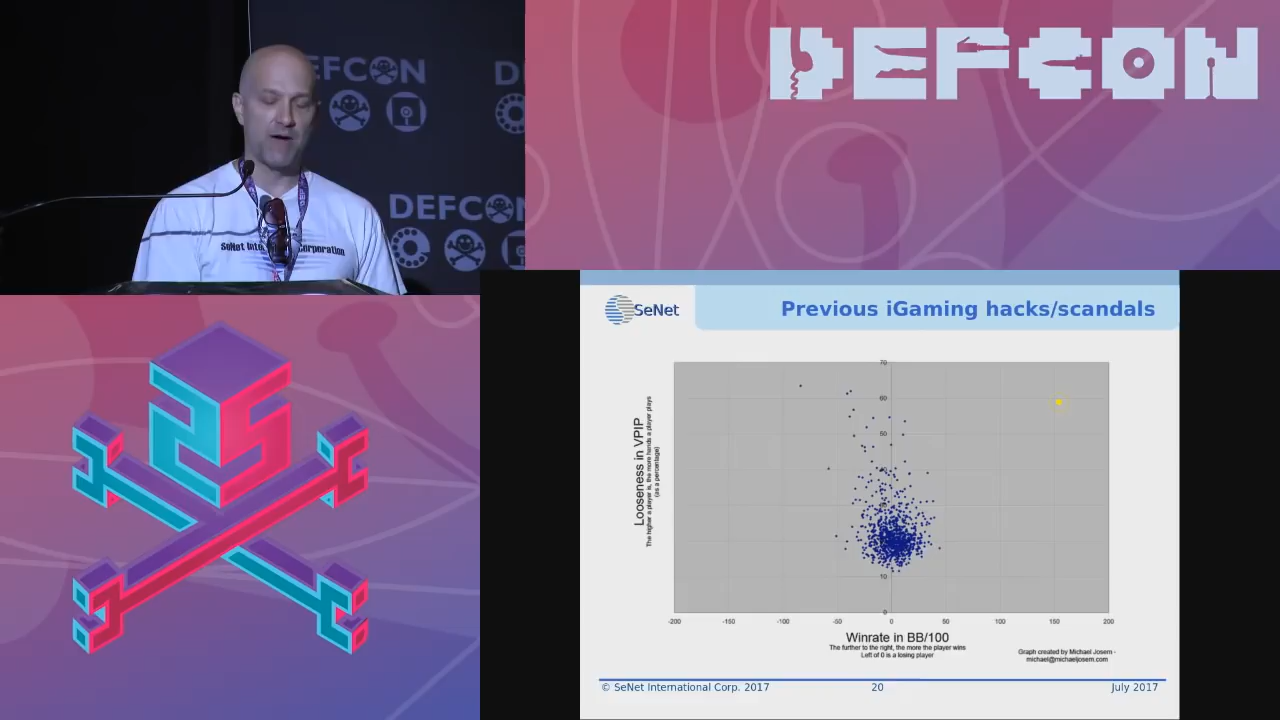 DEFCON
DEFCON
D
DEFCON
SeNet Inte Corporation
SeNet
Previous iGaming hacks/scandals
70
60
50
40
30
10
0
-200
-150
-100
-50
0
50
100
150
200
Looseness in VPIP
The higher a player is, the more hands a player plays
(as a percentage)
Winrate in BB/100
The further to the right, the more the player wins
Left of 0 is a losing player
Graph created by Michael Josem -
michael@michaeljosem.com
© SeNet International Corp. 2017
20
July 2017